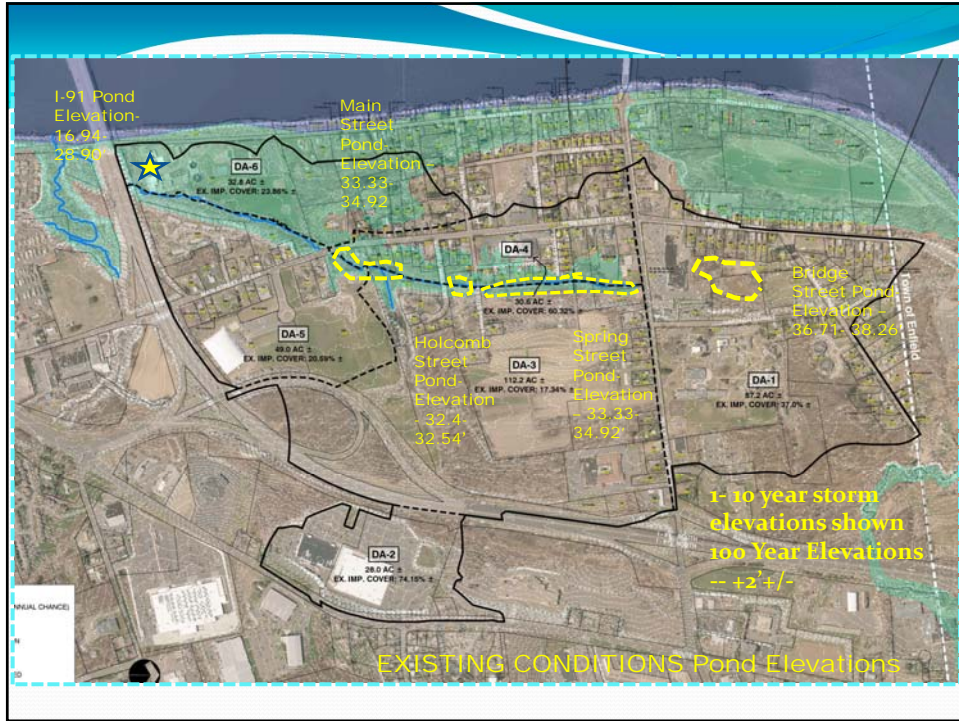 I-91 Pond
Elevation-
16.94-
28.90'
Main
Street
Pond-
Elevation –
33.33-
34.92
DA-6
32.8 AC ±
EX. IMP. COVER: 23.86% ±
DA-4
30.6 AC ±
EX. IMP. COVER: 60.32% ±
Bridge
Street Pond
Elevation –
36.71- 38.26
Town of Enfield
DA-5
49.0 AC ±
EX. IMP. COVER: 20.59% ±
Holcomb
Street
Pond-
Elevation
- 32.4-
32.54'
DA-3
112.2 AC ±
EX. IMP. COVER: 17.34% ±
Spring
Street
Pond-
Elevation
– 33.33-
34.92'
DA-1
87.2 AC ±
EX. IMP. COVER: 37.0% ±
1- 10 year storm
elevations shown
100 Year Elevations
-- +2'+/-
DA-2
28.0 AC ±
EX. IMP. COVER: 74.15% ±
NNUAL CHANCE)
EXISTING CONDITIONS Pond Elevations